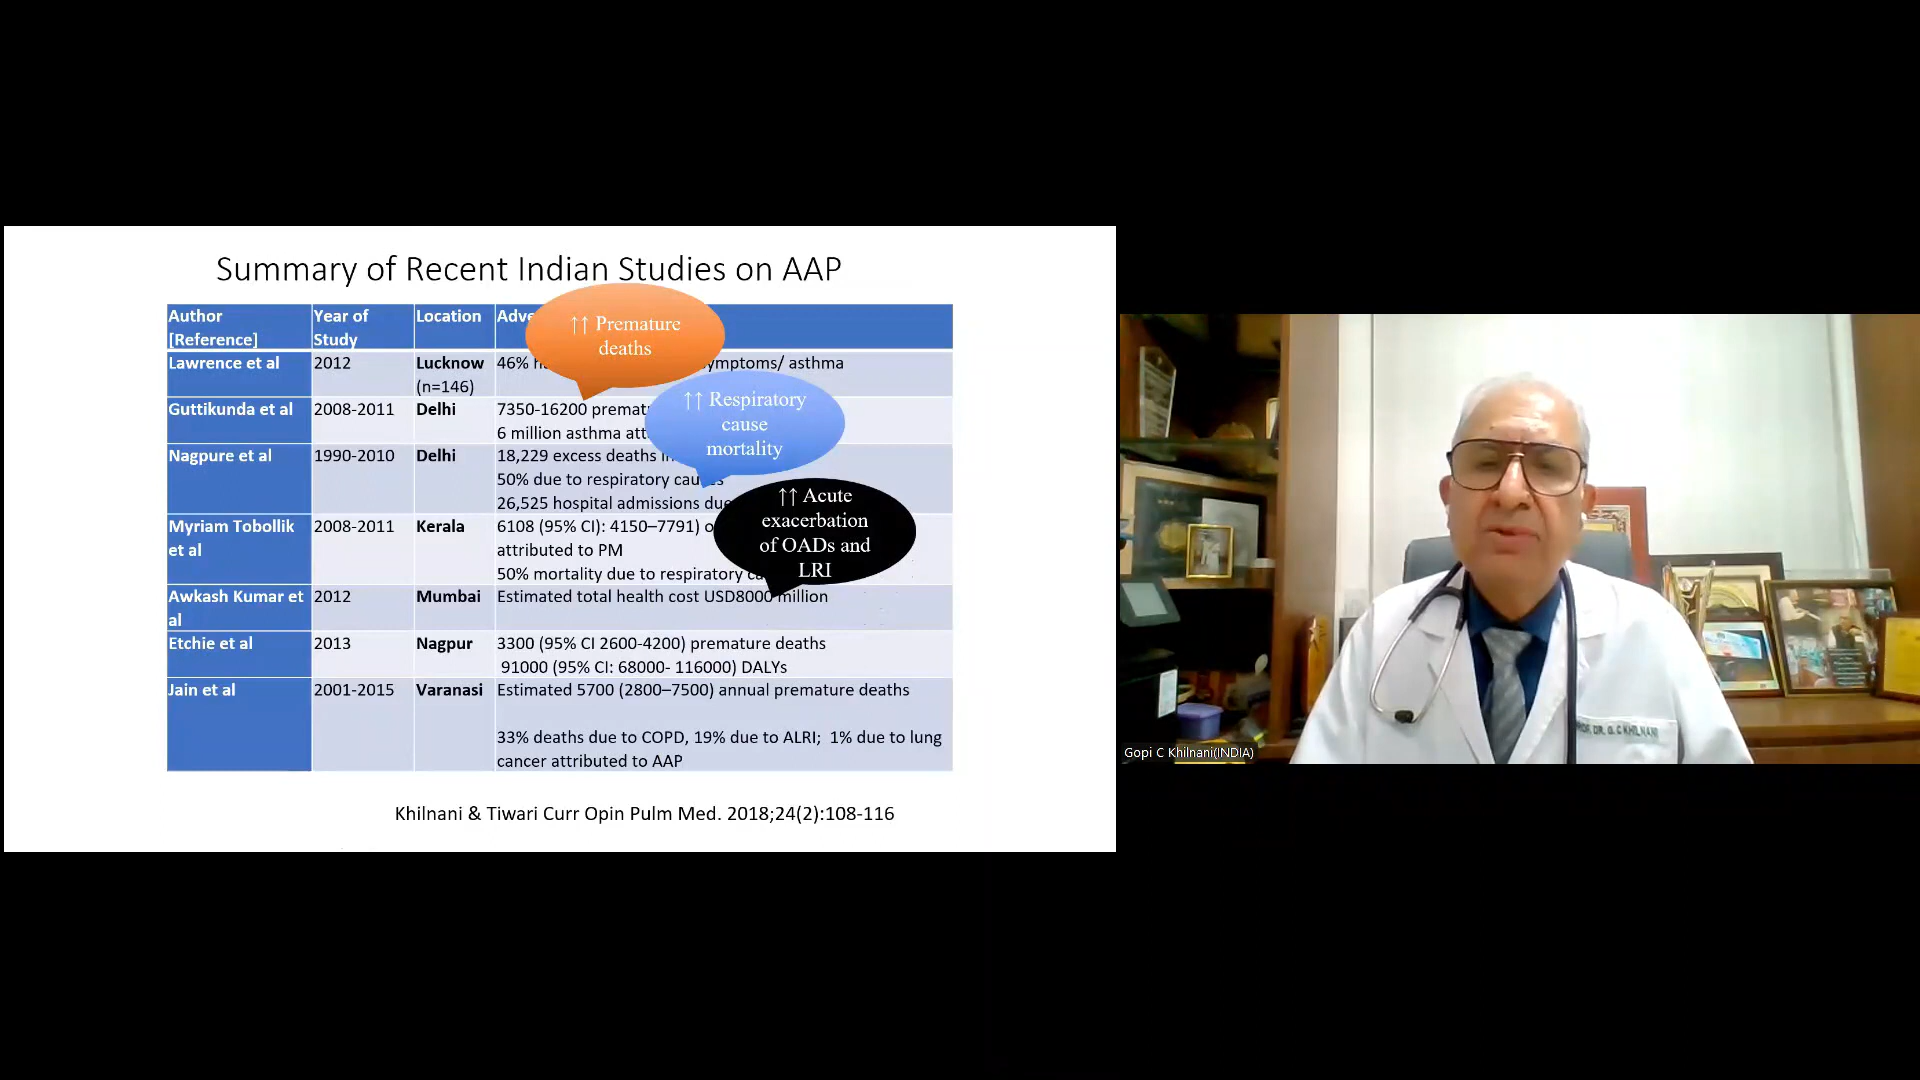 Summary of Recent Indian Studies on AAP
Author
[Reference]
Year of
Study
Location
Adve
Lawrence et al
2012
Lucknow
(n=146)
46% symptoms/ asthma
Guttikunda et al
2008-2011
Delhi
7350-16200
6 million asthma
Nagpure et al
1990-2010
Delhi
18,229 excess deaths
50% due to respiratory
26,525 hospital admissions
Myriam Tobollik
et al
2008-2011
Kerala
6108 (95% CI): 4150–7791)
attributed to PM
50% mortality due to respiratory
Awkash Kumar et
al
2012
Mumbai
Estimated total health cost USD8000 million
Etchie et al
2013
Nagpur
3300 (95% CI 2600-4200) premature deaths
91000 (95% CI: 68000- 116000) DALYs
Jain et al
2001-2015
Varanasi
Estimated 5700 (2800–7500) annual premature deaths
33% deaths due to COPD, 19% due to ALRI; 1% due to lung
cancer attributed to AAP
↑↑ Premature
deaths
↑↑ Respiratory
cause
mortality
↑↑ Acute
exacerbation
of OADs and
LRI
Khilnani & Tiwari Curr Opin Pulm Med. 2018;24(2):108-116
PROF. DR. G. C KHILNANI
Gopi C Khilnani(INDIA)